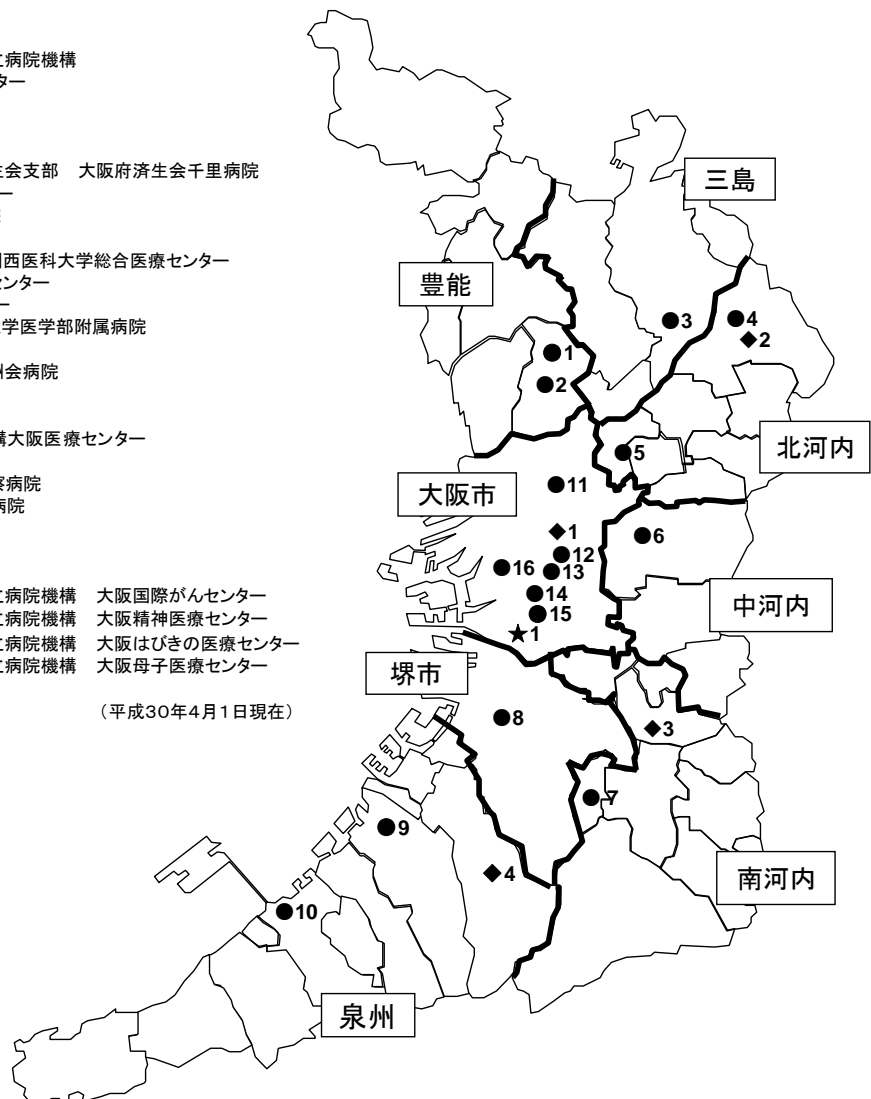 立病院機構
ター
生会支部 大阪府済生会千里病院
ー
関西医科大学総合医療センター
センター
ー
大学医学部附属病院
州会病院
構大阪医療センター
察病院
病院
立病院機構 大阪国際がんセンター
立病院機構 大阪精神医療センター
立病院機構 大阪はびきの医療センター
立病院機構 大阪母子医療センター
(平成30年4月1日現在)
三島
豊能
●3
●4
◆2
●1
●2
北河内
●5
大阪市
●11
◆1
●6
●12
●16
●13
●14
中河内
●15
★1
堺市
●8
◆3
●7
●9
◆4
南河内
●10
泉州